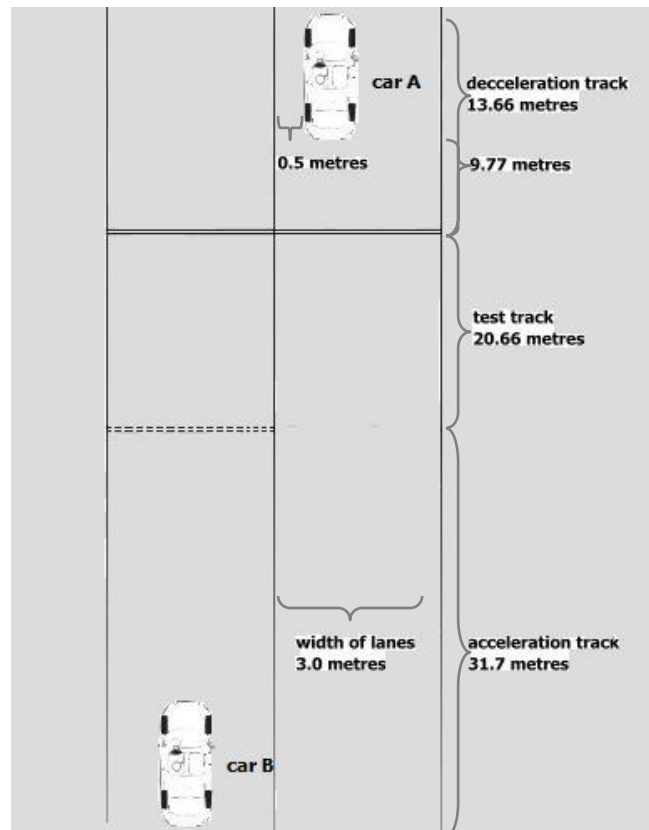 car A
decceleration track
13.66 metres
0.5 metres
9.77 metres
test track
20.66 metres
width of lanes
3.0 metres
acceleration track
31.7 metres
car B